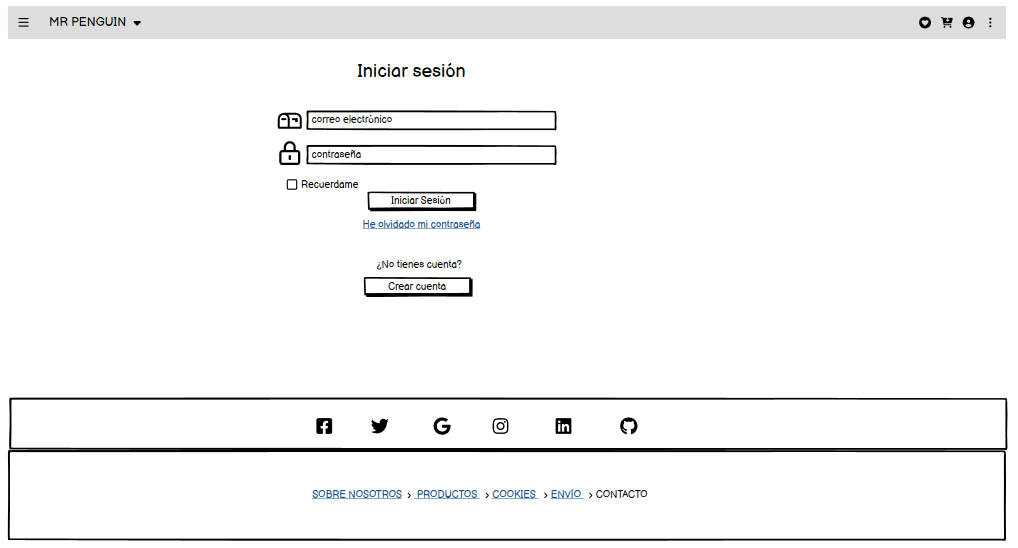 MR PENGUIN
Iniciar sesión
correo electrónico
contraseña
Recuerdame
Iniciar Sesión
He olvidado mi contraseña
¿No tienes cuenta?
Crear cuenta
SOBRE NOSOTROS > PRODUCTOS > COOKIES > ENVÍO > CONTACTO